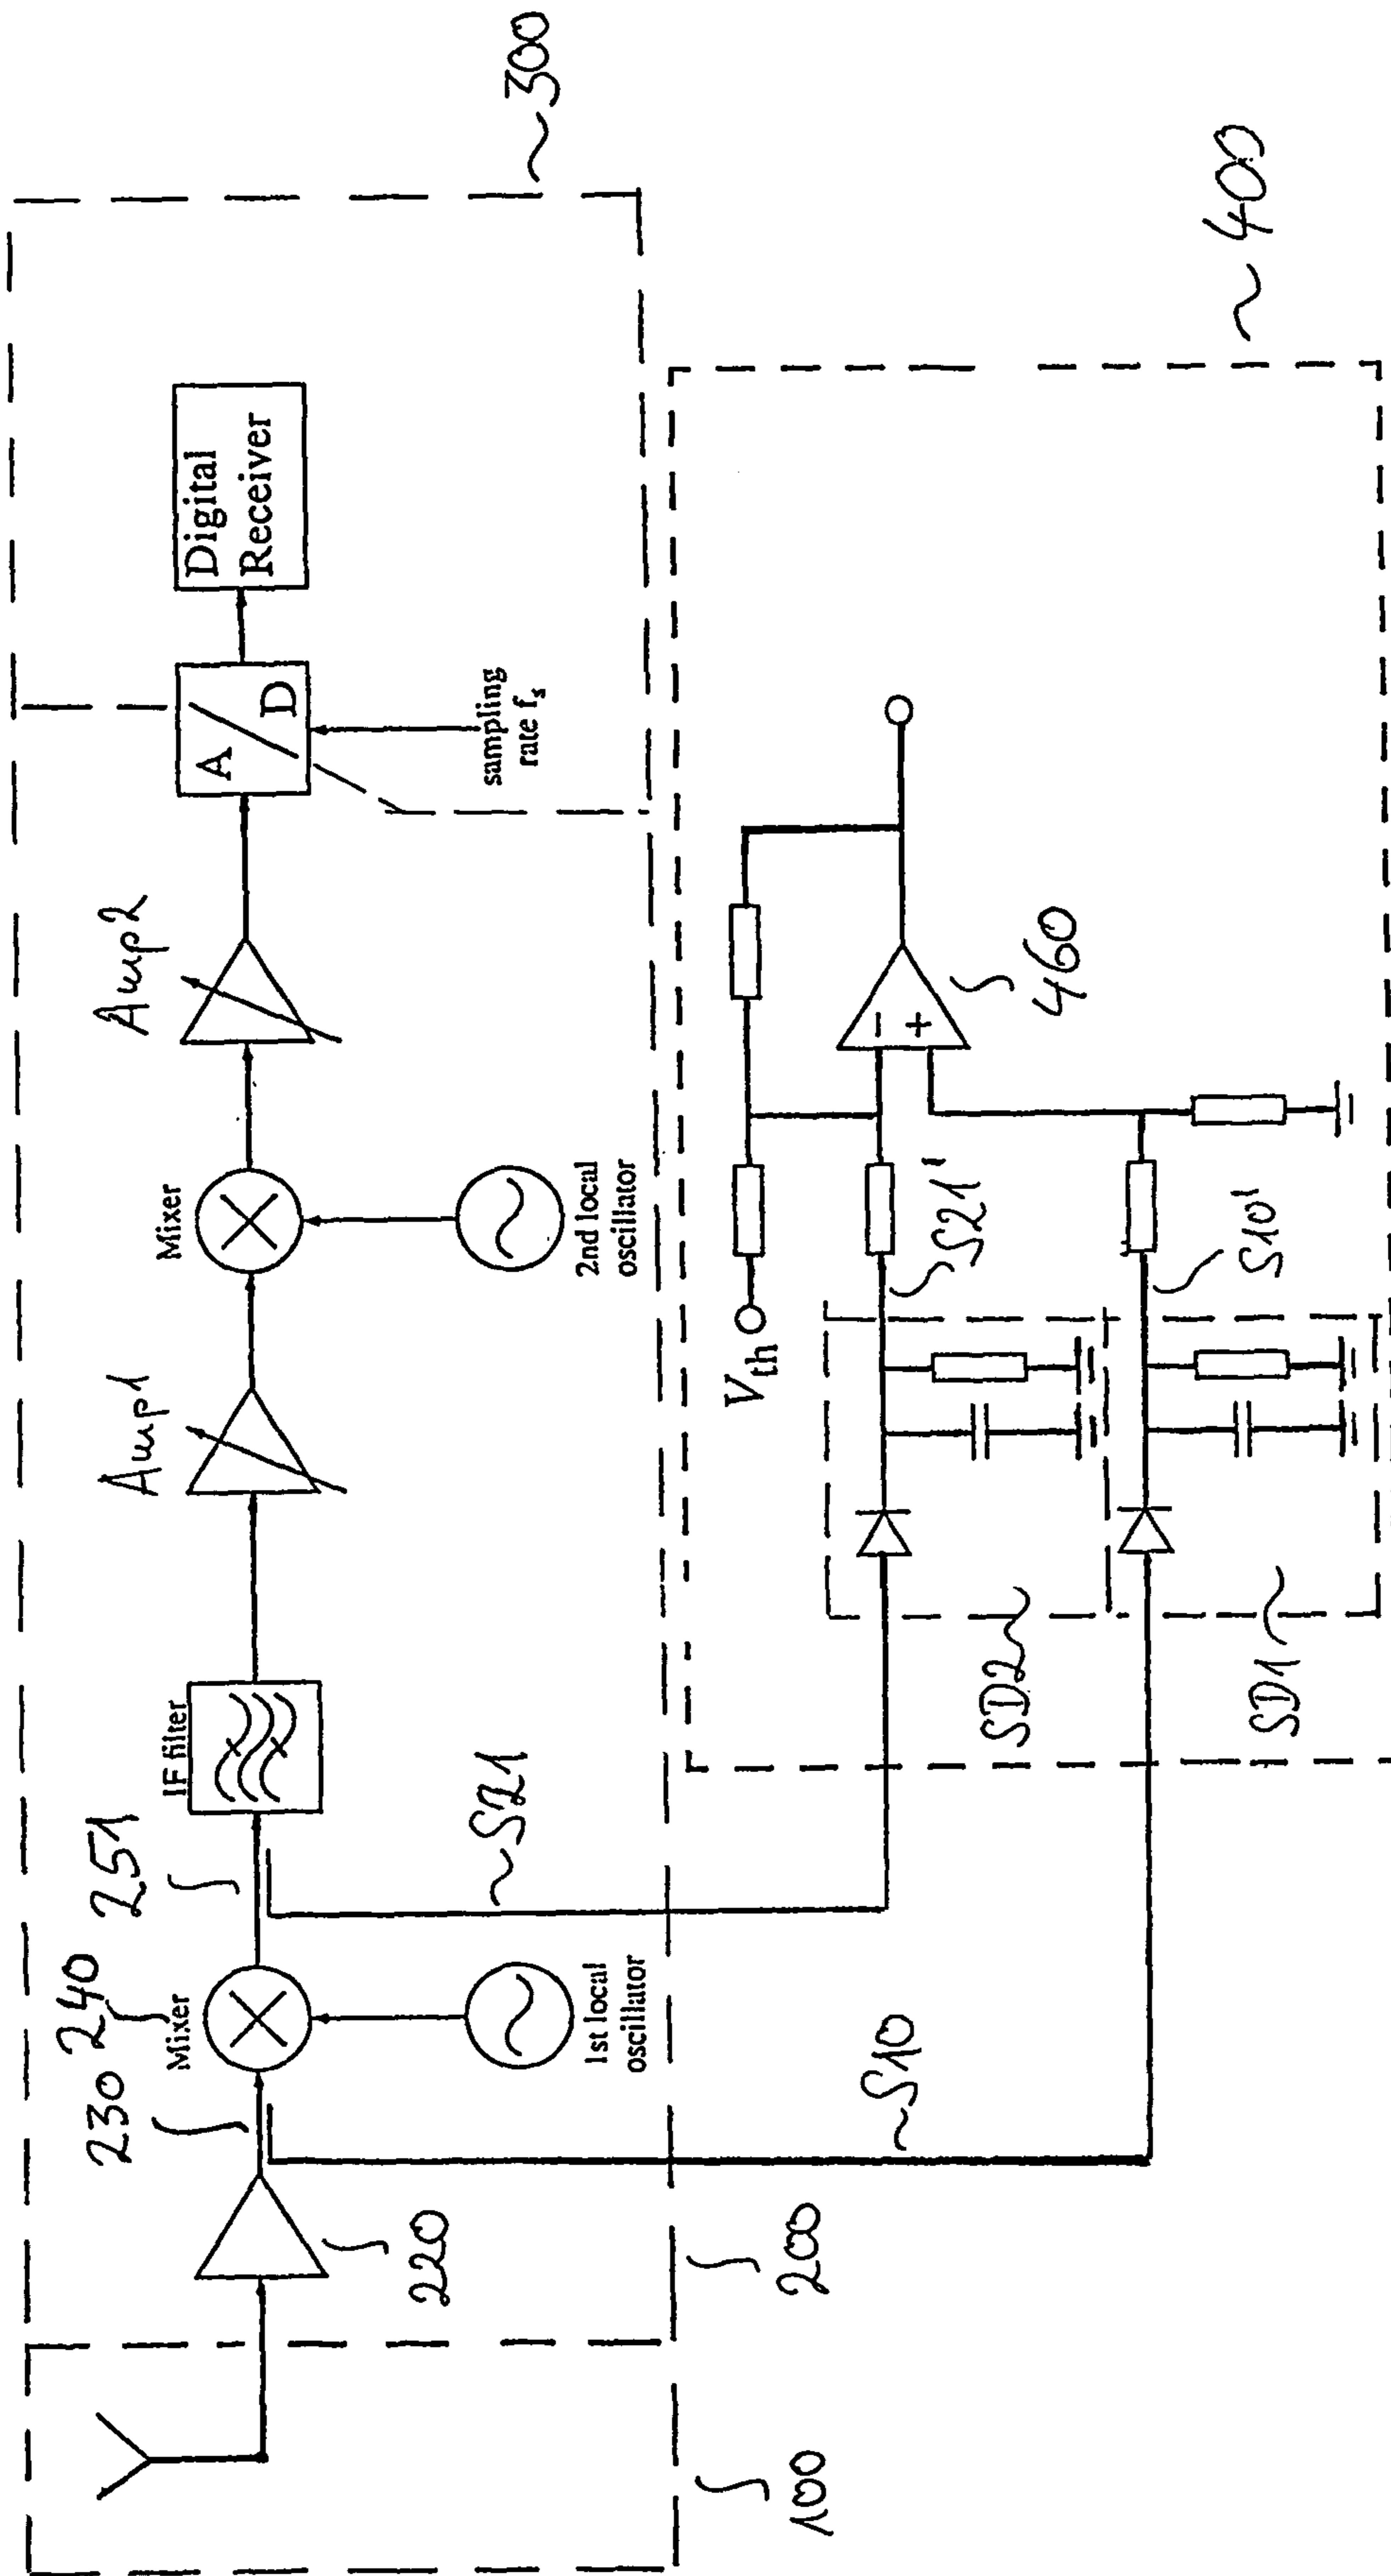 100
200
220
230
240
Mixer
1st local
oscillator
251
IF filter
S21
S10
Amp1
Mixer
2nd local
oscillator
Amp2
A
D
sampling
rate fs
Digital
Receiver
300
400
SD2
SD1
Vth
S21'
S10'
−
+
460